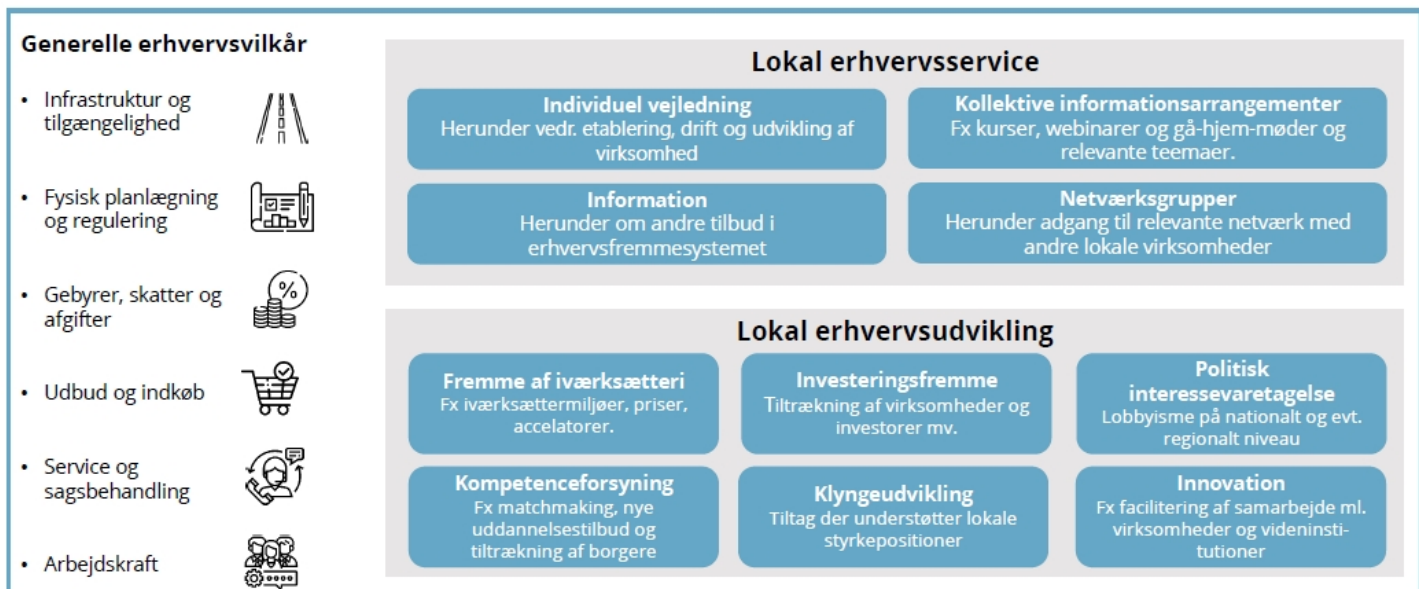 Generelle erhvervsvilkår
• Infrastruktur og
tilgængelighed
• Fysisk planlægning
og regulering
• Gebyrer, skatter og
afgifter
%
• Udbud og indkøb
• Service og
sagsbehandling
• Arbejdskraft
Lokal erhvervsservice
Individuel vejledning
Herunder vedr. etablering, drift og udvikling af
virksomhed
Kollektive informationsarrangementer
Fx kurser, webinarer og gå-hjem-møder og
relevante teemaer.
Information
Herunder om andre tilbud i
erhvervsfremmesystemet
Netværksgrupper
Herunder adgang til relevante netværk med
andre lokale virksomheder
Lokal erhvervsudvikling
Fremme af iværksætteri
Fx iværksættermiljøer, priser,
accelatorer.
Investeringsfremme
Tiltrækning af virksomheder og
investorer mv.
Politisk
interessevaretagelse
Lobbyisme på nationalt og evt.
regionalt niveau
Kompetenceforsyning
Fx matchmaking, nye
uddannelsestilbud og
tiltrækning af borgere
Klyngeudvikling
Tiltag der understøtter lokale
styrkepositioner
Innovation
Fx facilitering af samarbejde ml.
virksomheder og videninsti-
tutioner